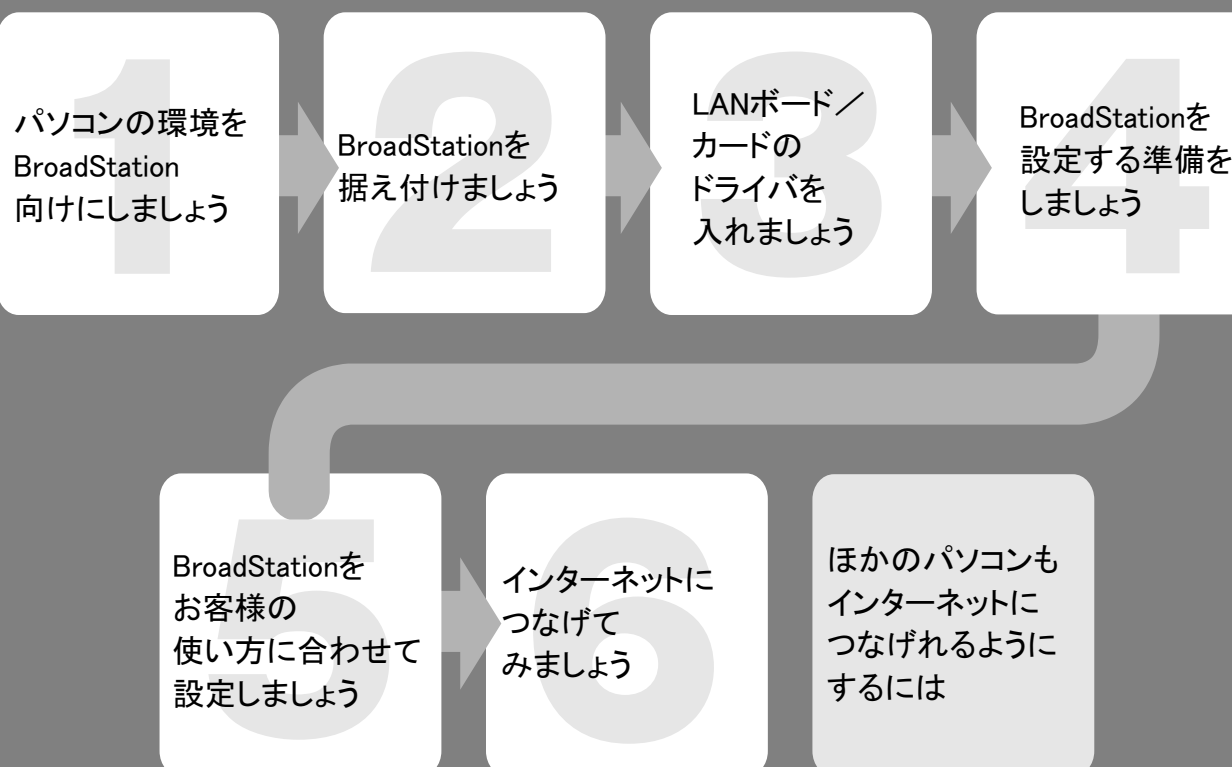 1
パソコンの環境を
BroadStation
向けにしましょう
2
BroadStationを
据え付けましょう
3
LANボード／
カードの
ドライバを
入れましょう
4
BroadStationを
設定する準備を
しましょう
5
BroadStationを
お客様の
使い方に合わせて
設定しましょう
6
インターネットに
つなげて
みましょう
ほかのパソコンも
インターネットに
つなげれるように
するには